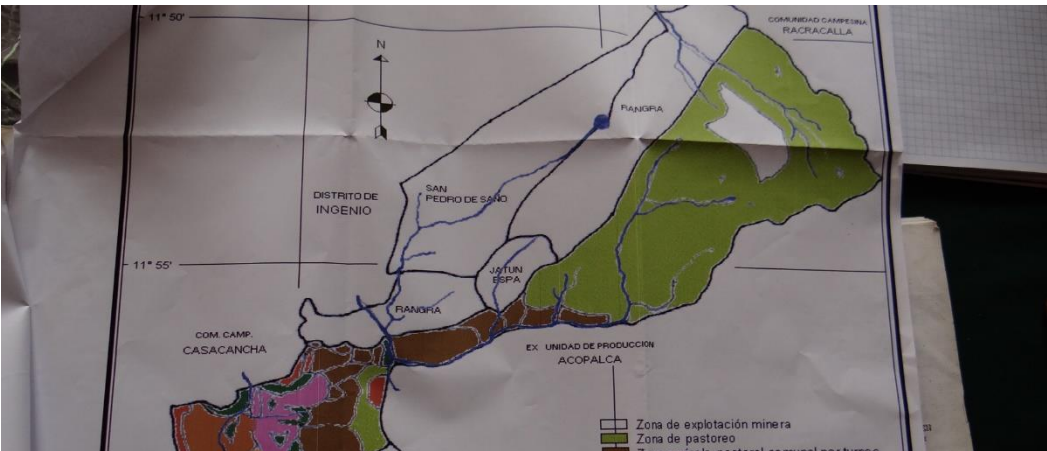 11° 50'
COMUNIDAD CAMPESINA
RACRACALLA
N
RANGRA
DISTRITO DE
INGENIO
SAN
PEDRO DE SAÑO
11° 55'
JATUN
ESPA
RANGRA
COM. CAMP.
CASACANCHA
EX UNIDAD DE PRODUCCION
ACOPALCA
Zona de explotación minera
Zona de pastoreo